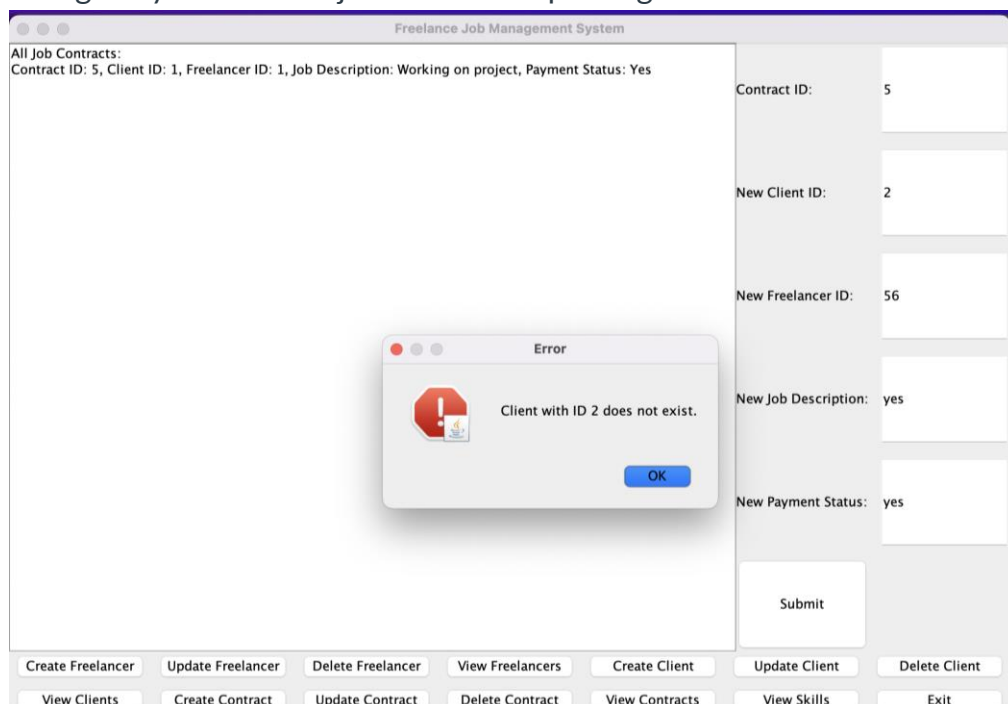 Freelance Job Management System
All Job Contracts:
Contract ID: 5, Client ID: 1, Freelancer ID: 1, Job Description: Working on project, Payment Status: Yes
Contract ID: 5
New Client ID: 2
New Freelancer ID: 56
Error
Client with ID 2 does not exist.
OK
New Job Description: yes
New Payment Status: yes
Submit
Create Freelancer Update Freelancer Delete Freelancer View Freelancers Create Client Update Client Delete Client
View Clients Create Contract Update Contract Delete Contract View Contracts View Skills Exit